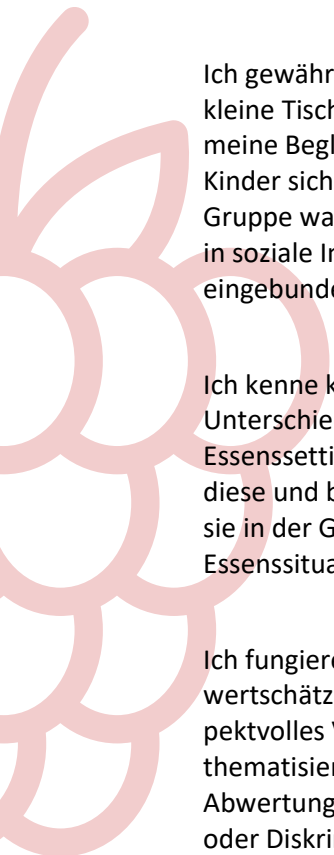 Ich gewähr
kleine Tisch
meine Begl
Kinder sich
Gruppe wa
in soziale In
eingebunde
Ich kenne k
Unterschie
Essenssetti
diese und b
sie in der G
Essenssitua
Ich fungiere
wertschätz
pektvolles V
thematisier
Abwertung
oder Diskri